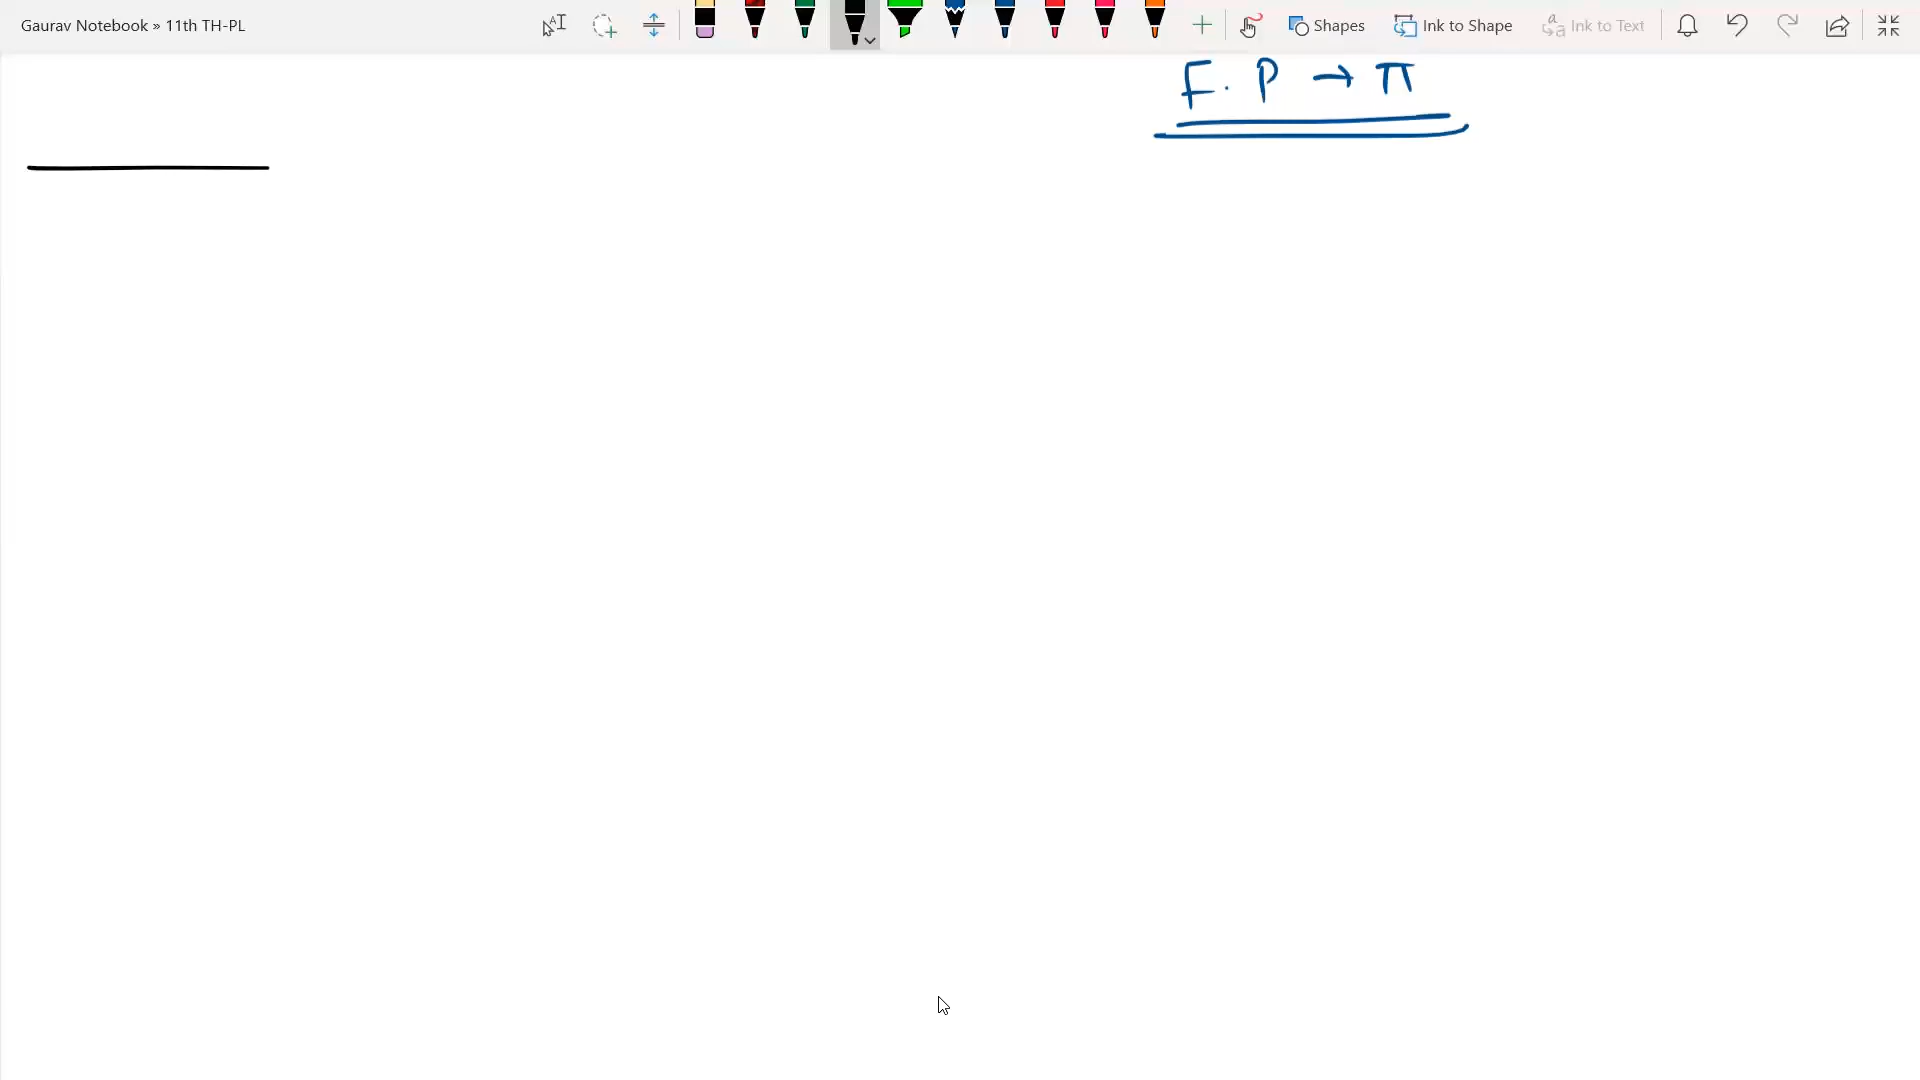 Gaurav Notebook » 11th TH-PL
Shapes
Ink to Shape
Ink to Text
F. P → π